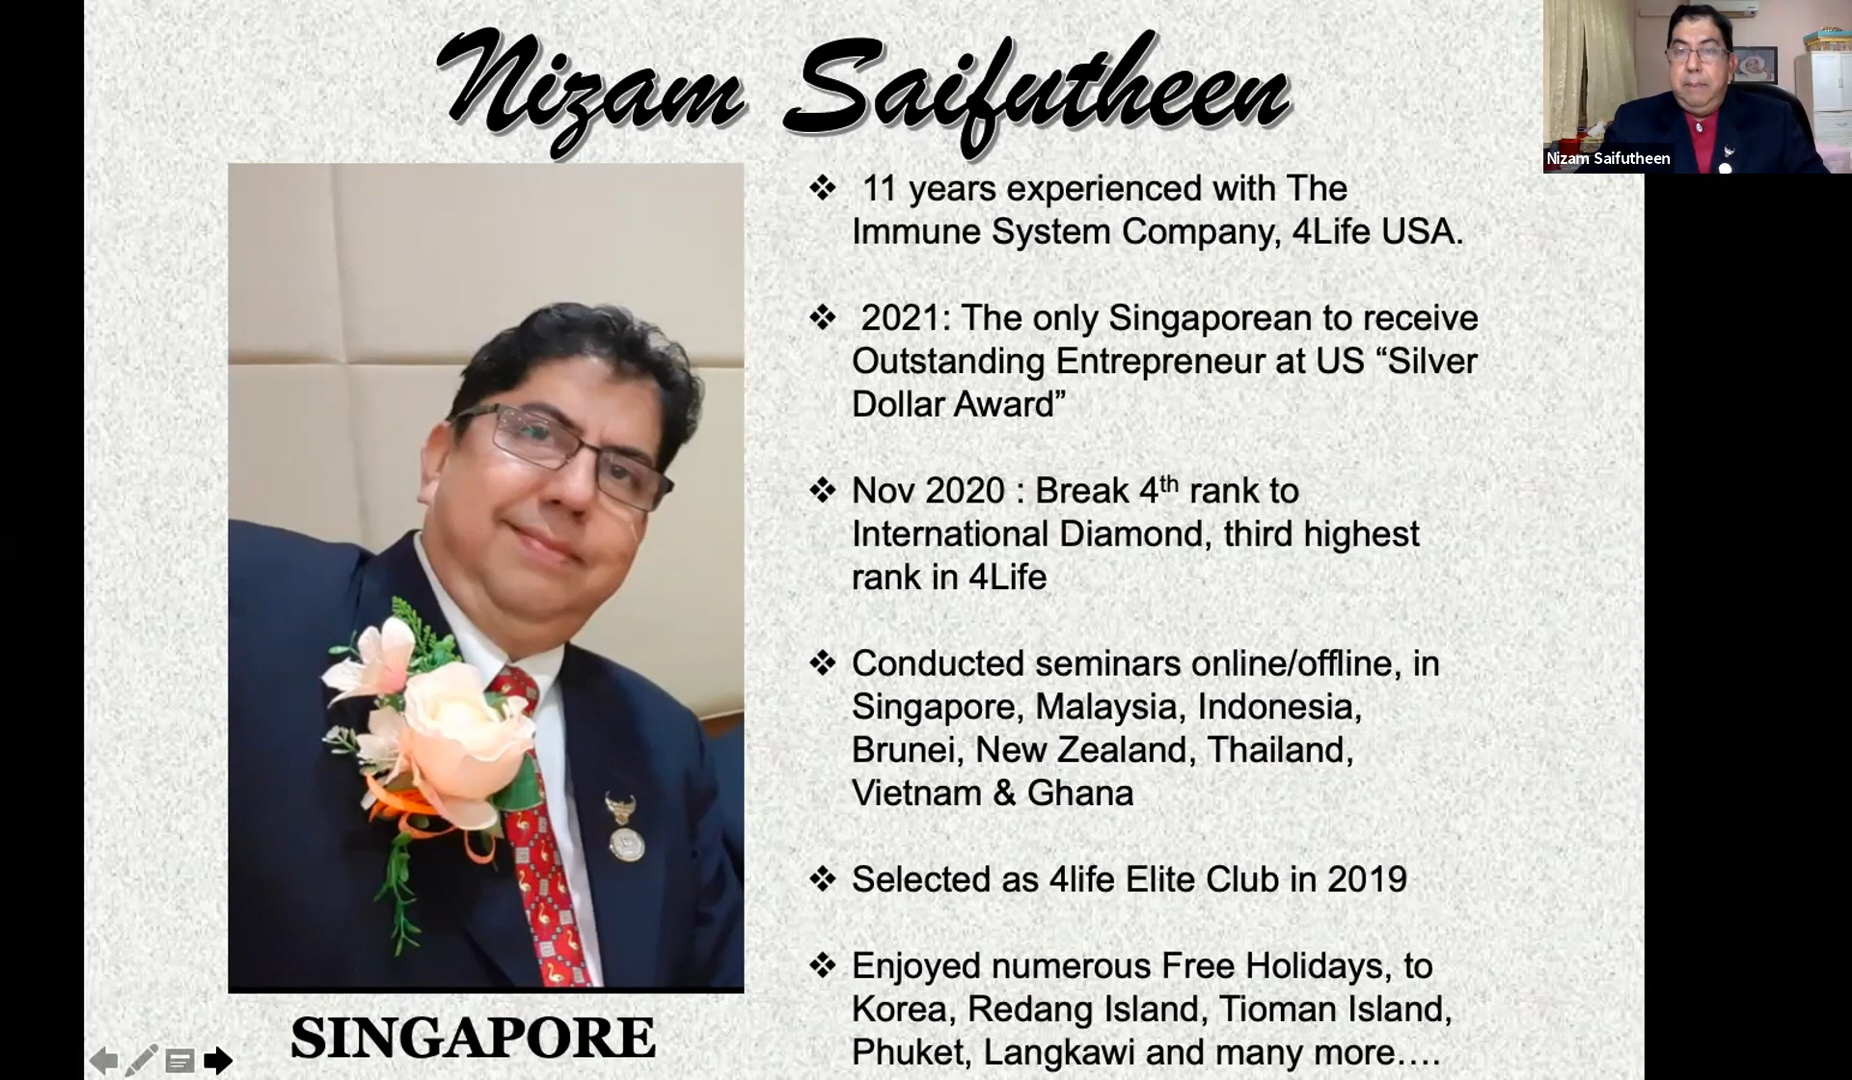 Nizam Saifutheen
Nizam Saifutheen
❖ 11 years experienced with The
Immune System Company, 4Life USA.
❖ 2021: The only Singaporean to receive
Outstanding Entrepreneur at US “Silver
Dollar Award”
❖ Nov 2020 : Break 4th rank to
International Diamond, third highest
rank in 4Life
❖ Conducted seminars online/offline, in
Singapore, Malaysia, Indonesia,
Brunei, New Zealand, Thailand,
Vietnam & Ghana
❖ Selected as 4life Elite Club in 2019
❖ Enjoyed numerous Free Holidays, to
Korea, Redang Island, Tioman Island,
Phuket, Langkawi and many more….
SINGAPORE